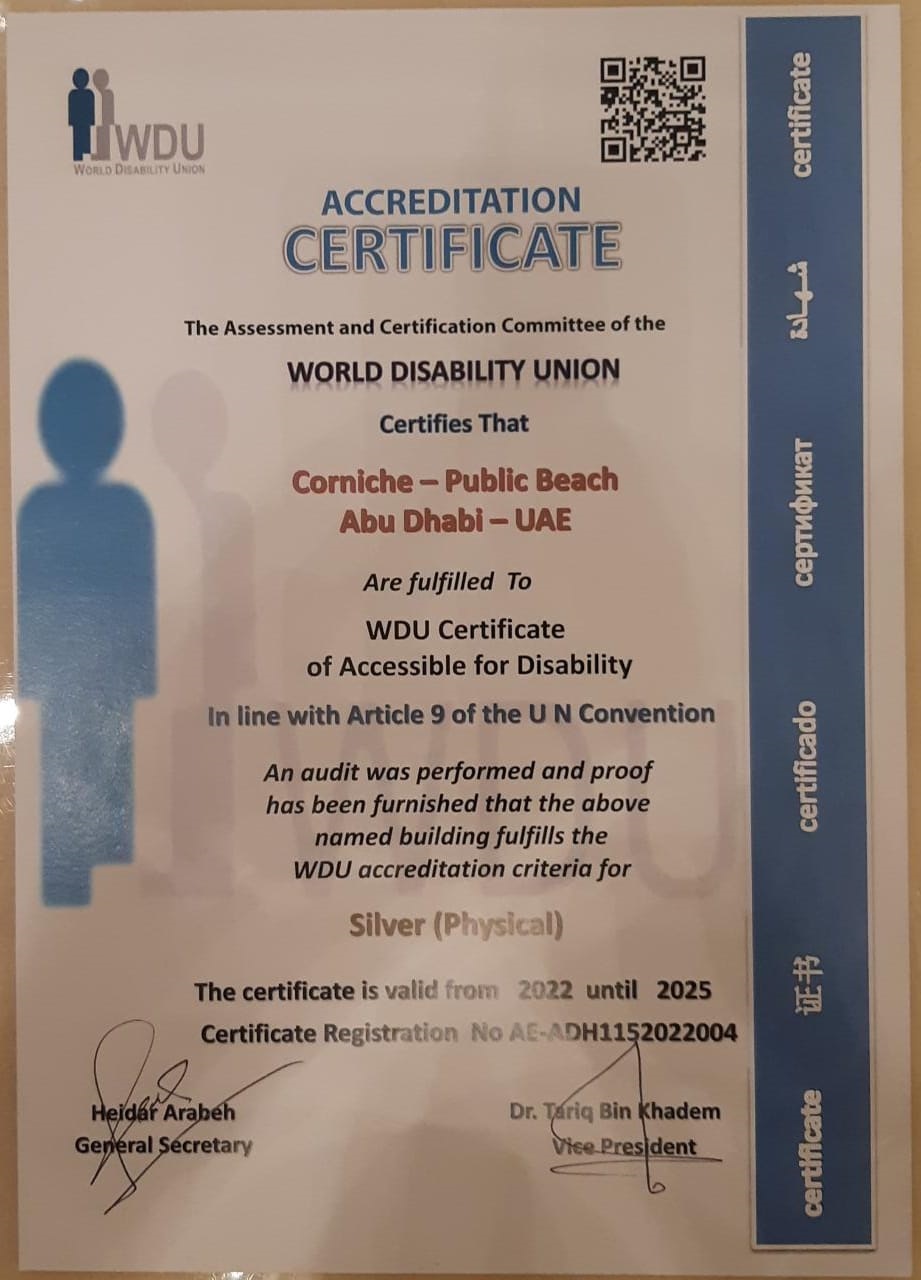 WDU
WORLD DISABILITY UNION
ACCREDITATION
CERTIFICATE
The Assessment and Certification Committee of the
WORLD DISABILITY UNION
Certifies That
Corniche – Public Beach
Abu Dhabi – UAE
Are fulfilled To
WDU Certificate
of Accessible for Disability
In line with Article 9 of the U N Convention
An audit was performed and proof
has been furnished that the above
named building fulfills the
WDU accreditation criteria for
Silver (Physical)
The certificate is valid from 2022 until 2025
Certificate Registration No AE-ADH1152022004
Heidar Arabeh
General Secretary
Dr. Tariq Bin Khadem
Vice President
certificate
شهادة
сертификат
certificado
证书
certificate
WDU